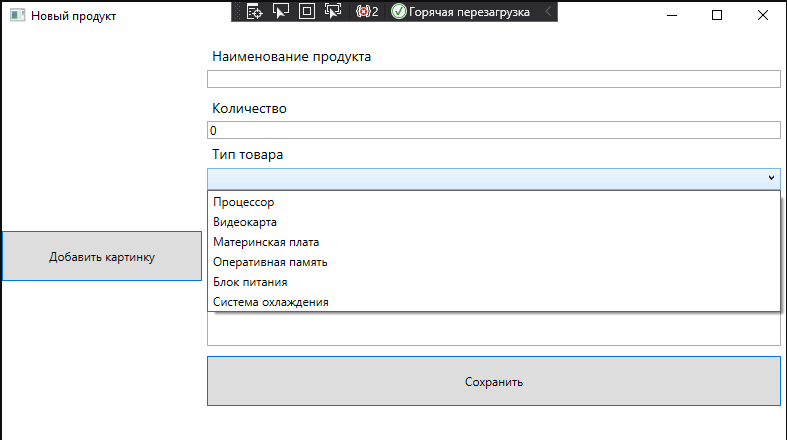 Новый продукт
2 Горячая перезагрузка
Наименование продукта
Количество
0
Тип товара
Процессор
Видеокарта
Материнская плата
Добавить картинку
Оперативная память
Блок питания
Система охлаждения
Сохранить